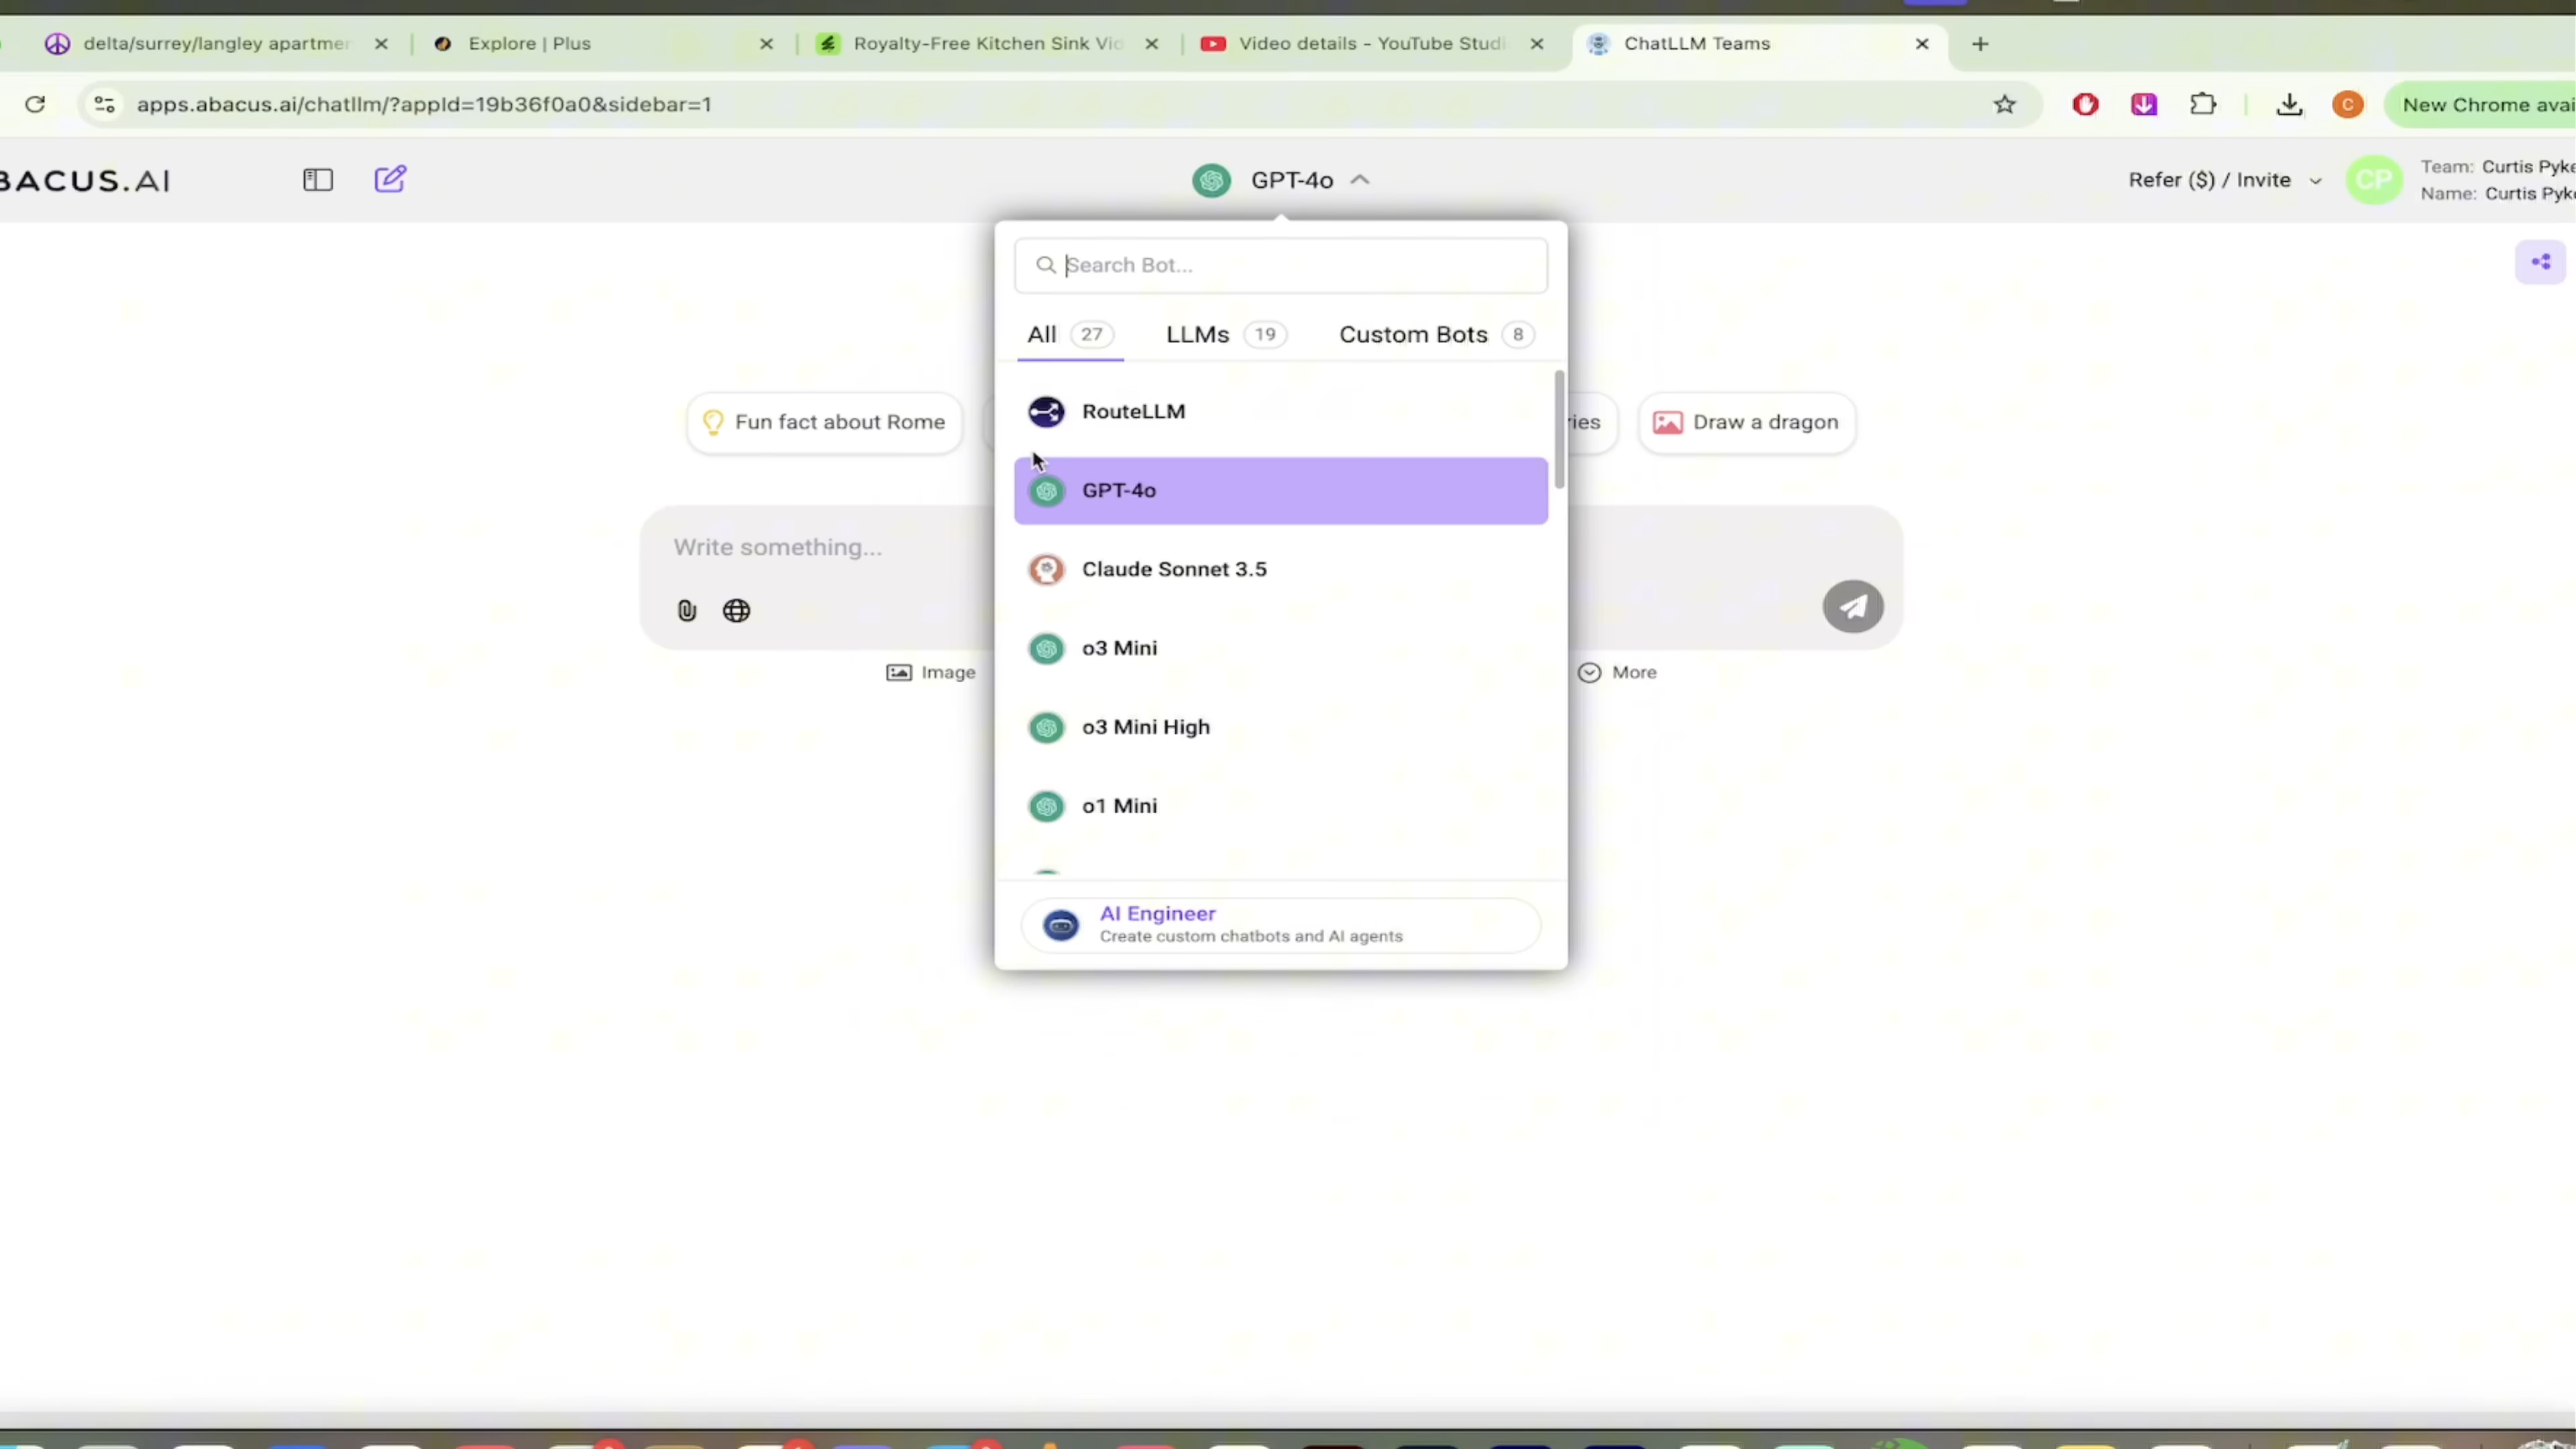 delta/surrey/langley apartmen
Explore | Plus
Royalty-Free Kitchen Sink Vid
Video details - YouTube Studi
ChatLLM Teams
apps.abacus.ai/chatllm/?appId=19b36f0a0&sidebar=1
C
New Chrome avai
BACUS.AI
GPT-4o
Refer ($) / Invite
CP
Team: Curtis Pyke
Name: Curtis Pyke
Search Bot...
All 27
LLMs 19
Custom Bots 8
RouteLLM
Fun fact about Rome
ries
Draw a dragon
GPT-4o
Write something...
Claude Sonnet 3.5
o3 Mini
Image
More
o3 Mini High
o1 Mini
AI Engineer
Create custom chatbots and AI agents